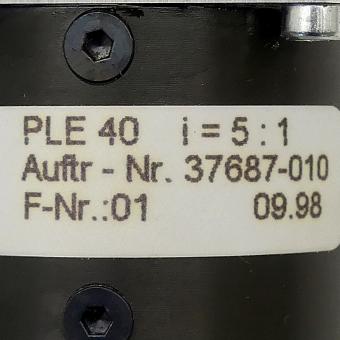 PLE 40 i = 5 : 1
Auftr - Nr. 37687-010
F-Nr.:01 09.98